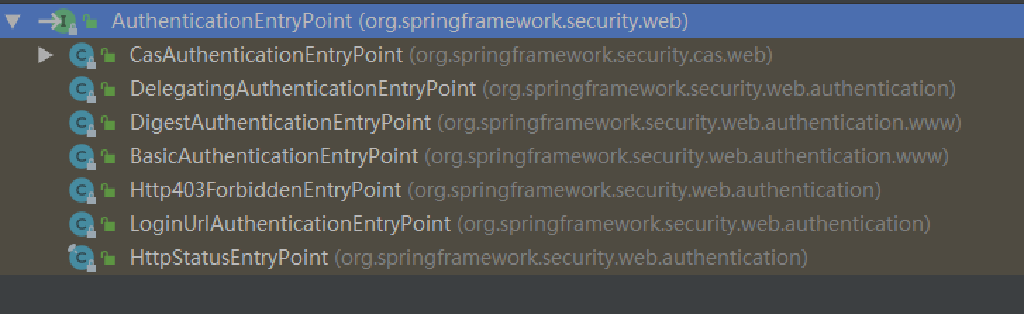 AuthenticationEntryPoint (org.springframework.security.web)
CasAuthenticationEntryPoint (org.springframework.security.cas.web)
DelegatingAuthenticationEntryPoint (org.springframework.security.web.authentication)
DigestAuthenticationEntryPoint (org.springframework.security.web.authentication.www)
BasicAuthenticationEntryPoint (org.springframework.security.web.authentication.www)
Http403ForbiddenEntryPoint (org.springframework.security.web.authentication)
LoginUrlAuthenticationEntryPoint (org.springframework.security.web.authentication)
HttpStatusEntryPoint (org.springframework.security.web.authentication)